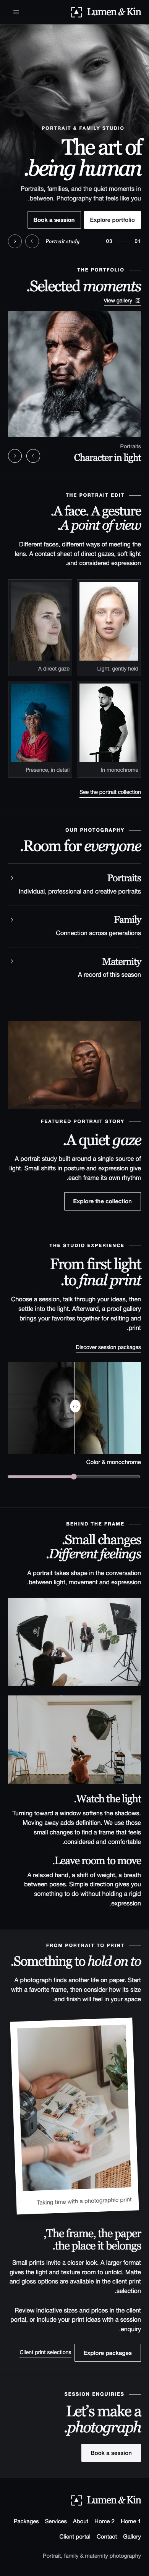 Lumen & Kin
PORTRAIT & FAMILY STUDIO
The art of
.being human
Portraits, families, and the quiet moments in
.between. Photography that feels like you
Book a session
Explore portfolio
Portrait study
03
01
THE PORTFOLIO
.Selected moments
View gallery
Portraits
Character in light
THE PORTRAIT EDIT
.A face. A gesture
.A point of view
Different faces, different ways of meeting the
lens. A contact sheet of direct gazes, soft light
.and considered expression
A direct gaze
Light, gently held
Presence, in detail
In monochrome
See the portrait collection
OUR PHOTOGRAPHY
.Room for everyone
Portraits
Individual, professional and creative portraits
Family
Connection across generations
Maternity
A record of this season
FEATURED PORTRAIT STORY
.A quiet gaze
A portrait study built around a single source of
light. Small shifts in posture and expression give
.each frame its own rhythm
Explore the collection
THE STUDIO EXPERIENCE
From first light
.to final print
Choose a session, talk through your ideas, then
settle into the light. Afterward, a proof gallery
brings your favorites together for editing and
.print
Discover session packages
Color & monochrome
BEHIND THE FRAME
.Small changes
.Different feelings
A portrait takes shape in the conversation
.between light, movement and expression
.Watch the light
Turning toward a window softens the shadows.
Moving away adds definition. We use those
small changes to find a frame that feels
.considered and comfortable
.Leave room to move
A relaxed hand, a shift of weight, a breath
between poses. Simple direction gives you
something to do without holding a rigid
.expression
FROM PORTRAIT TO PRINT
.Something to hold on to
A photograph finds another life on paper. Start
with a favorite frame, then consider how its size
.and finish will feel in your space
Taking time with a photographic print
,The frame, the paper
.the place it belongs
Small prints invite a closer look. A larger format
gives the light and texture room to unfold. Matte
and gloss options are available in the client print
.selection
Review indicative sizes and prices in the client
portal, or include your print ideas with a session
.enquiry
Client print selections
Explore packages
SESSION ENQUIRIES
Let's make a
.photograph
Book a session
Lumen & Kin
Packages
Services
About
Home 2
Home 1
Client portal
Contact
Gallery
Portrait, family & maternity photography